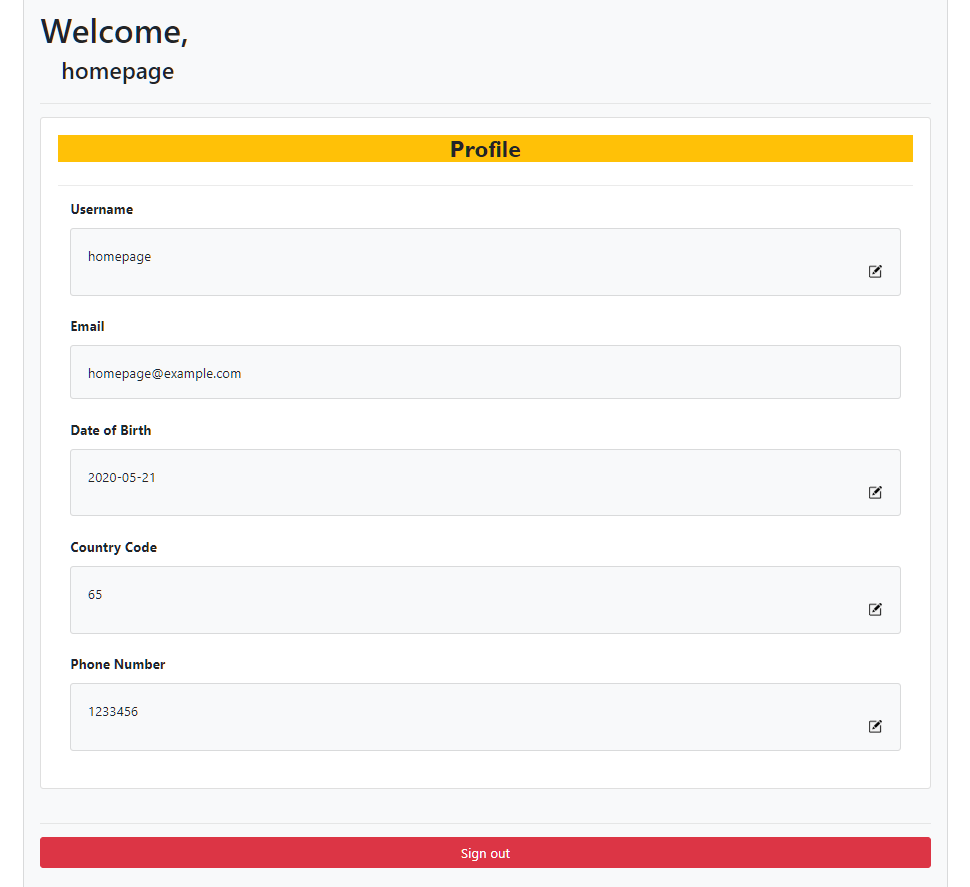 Welcome,
homepage
Profile
Username
homepage
Email
homepage@example.com
Date of Birth
2020-05-21
Country Code
65
Phone Number
1233456
Sign out